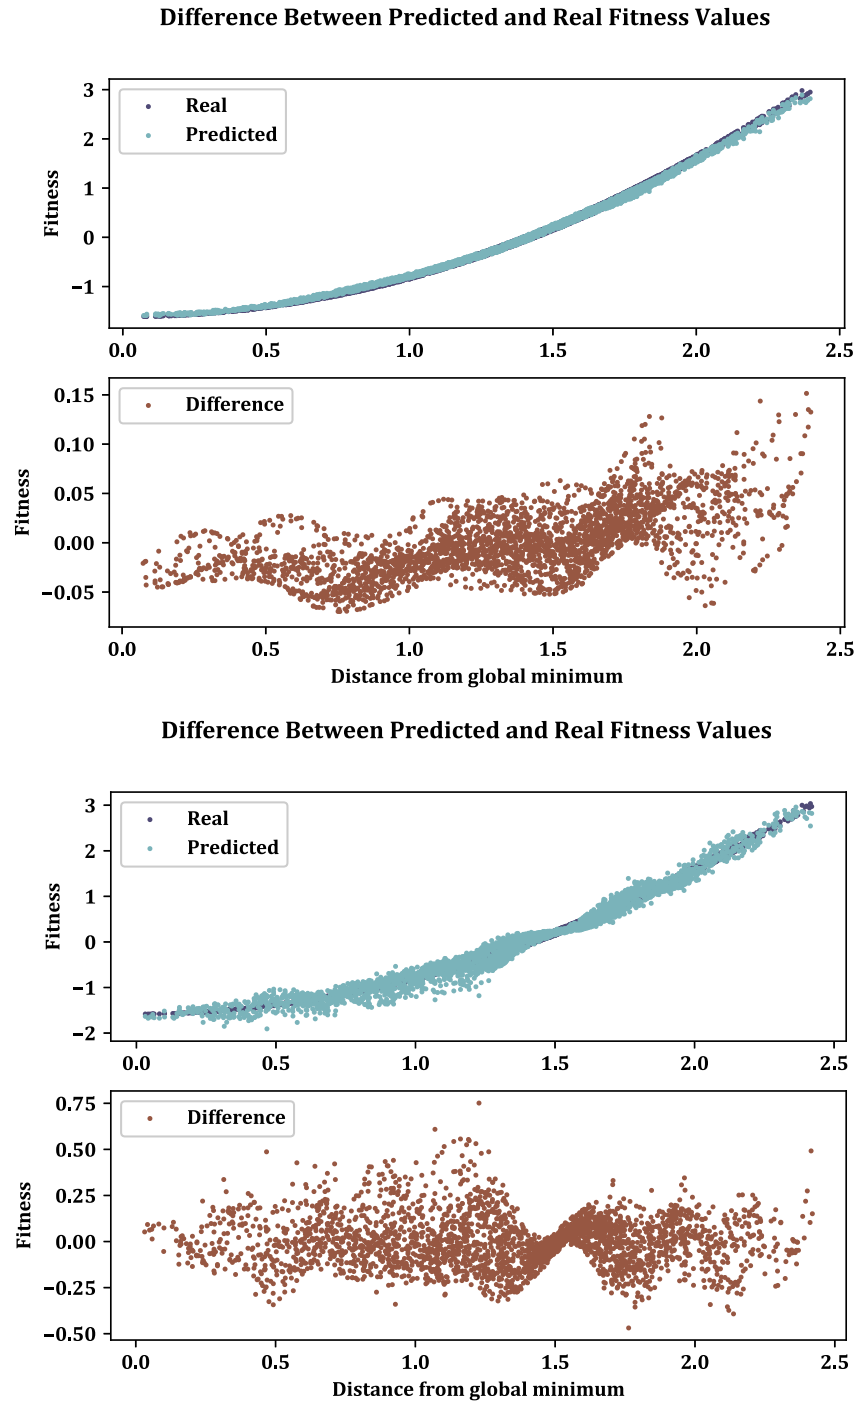 Difference Between Predicted and Real Fitness Values
Real
Predicted
Fitness
3
2
1
0
−1
0.0 0.5 1.0 1.5 2.0 2.5
Difference
Fitness
0.15
0.10
0.05
0.00
−0.05
0.0 0.5 1.0 1.5 2.0 2.5
Distance from global minimum
Difference Between Predicted and Real Fitness Values
Real
Predicted
Fitness
3
2
1
0
−1
−2
0.0 0.5 1.0 1.5 2.0 2.5
Difference
Fitness
0.75
0.50
0.25
0.00
−0.25
−0.50
0.0 0.5 1.0 1.5 2.0 2.5
Distance from global minimum